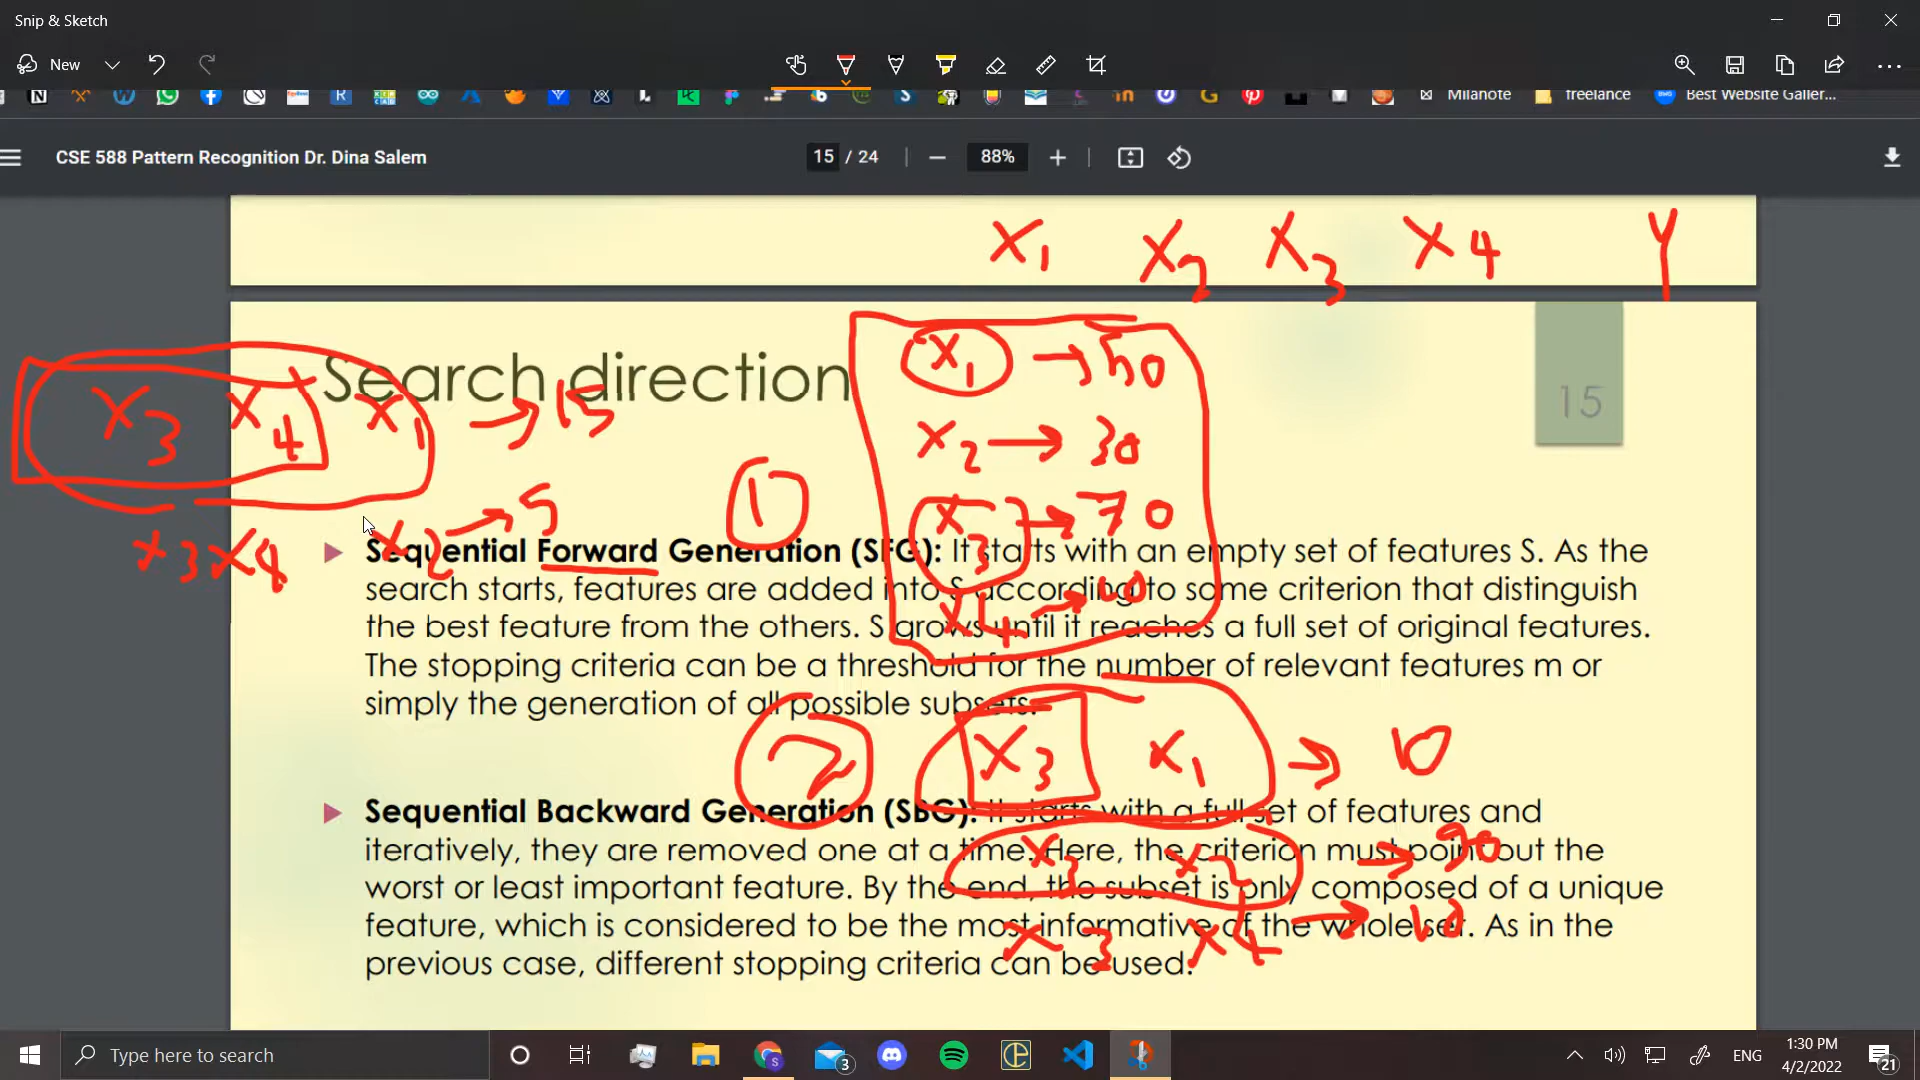 Snip & Sketch
New
Milanote
freelance
Best Website Galler...
CSE 588 Pattern Recognition Dr. Dina Salem
15 / 24
88%
X1 X2 X3 X4 Y
Search direction
15
X1 → 50
X2 → 30
X3 → 70
X4 →
X3 X4 X1 → 15
X2 → 5
X3 X4
1
Sequential Forward Generation (SFG): It starts with an empty set of features S. As the
search starts, features are added into S according to some criterion that distinguish
the best feature from the others. S grows until it reaches a full set of original features.
The stopping criteria can be a threshold for the number of relevant features m or
simply the generation of all possible subsets.
2
X3 X1 → 10
X3 X2 → 90
X3 X4 → 10
Sequential Backward Generation (SBG): It starts with a full set of features and
iteratively, they are removed one at a time. Here, the criterion must point out the
worst or least important feature. By the end, the subset is only composed of a unique
feature, which is considered to be the most informative of the whole set. As in the
previous case, different stopping criteria can be used.
Type here to search
3
ENG
1:30 PM
4/2/2022
21